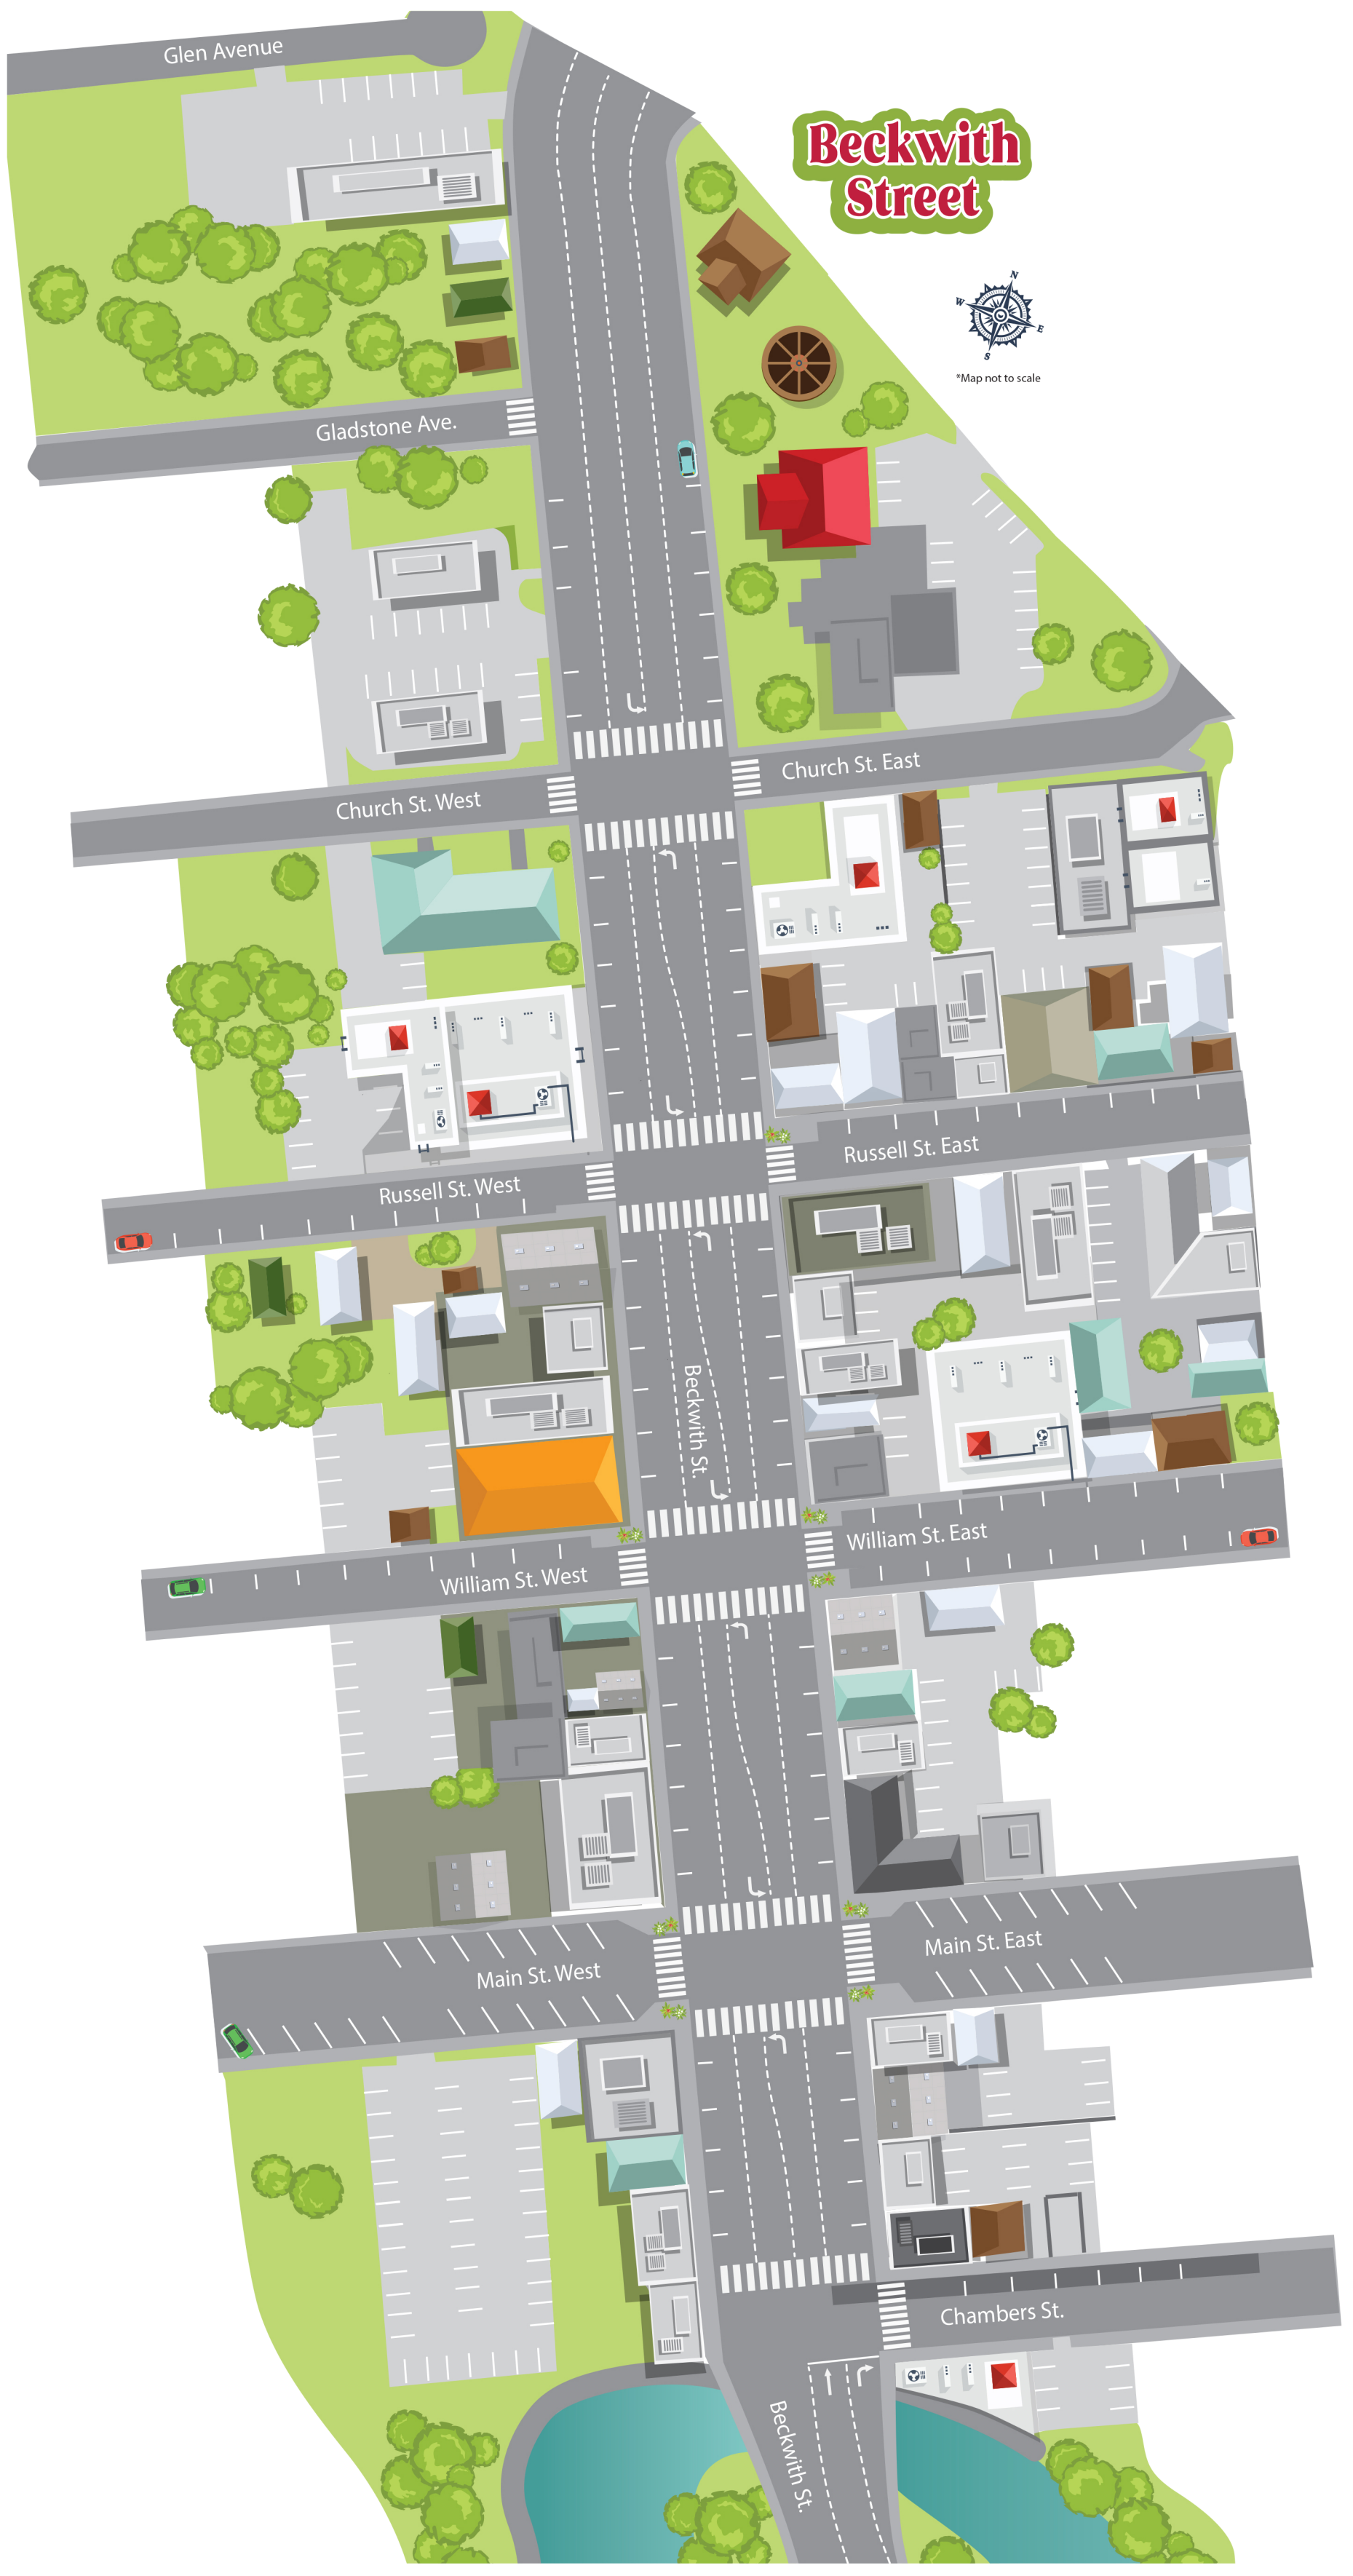 Glen Avenue
Beckwith
Street
N
W
E
S
*Map not to scale
Gladstone Ave.
Church St. East
Church St. West
Russell St. East
Russell St. West
Beckwith St.
William St. East
William St. West
Main St. East
Main St. West
Chambers St.
Beckwith St.